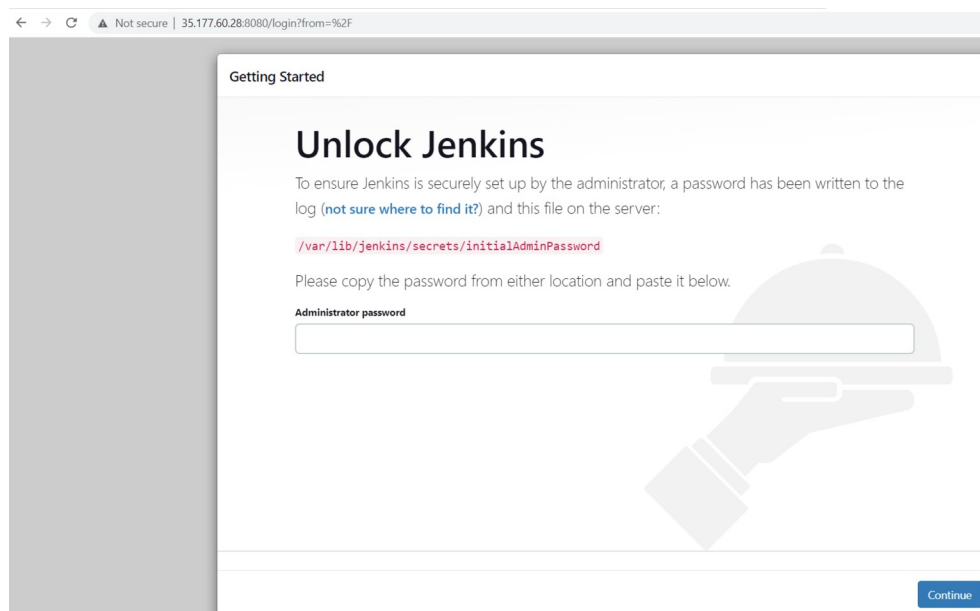 Not secure | 35.177.60.28:8080/login?from=%2F
Getting Started
Unlock Jenkins
To ensure Jenkins is securely set up by the administrator, a password has been written to the
log (not sure where to find it?) and this file on the server:
/var/lib/jenkins/secrets/initialAdminPassword
Please copy the password from either location and paste it below.
Administrator password
Continue